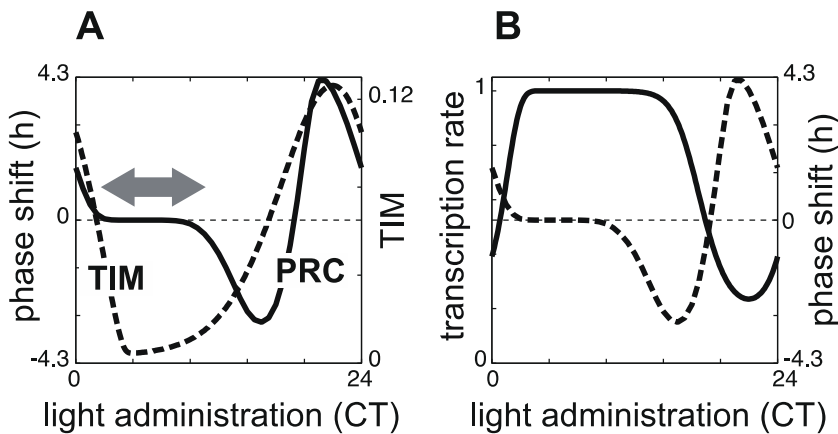 A
4.3
phase shift (h)
0
-4.3
TIM
PRC
0.12
TIM
0
0
24
light administration (CT)
B
1
transcription rate
0
4.3
phase shift (h)
0
-4.3
0
24
light administration (CT)